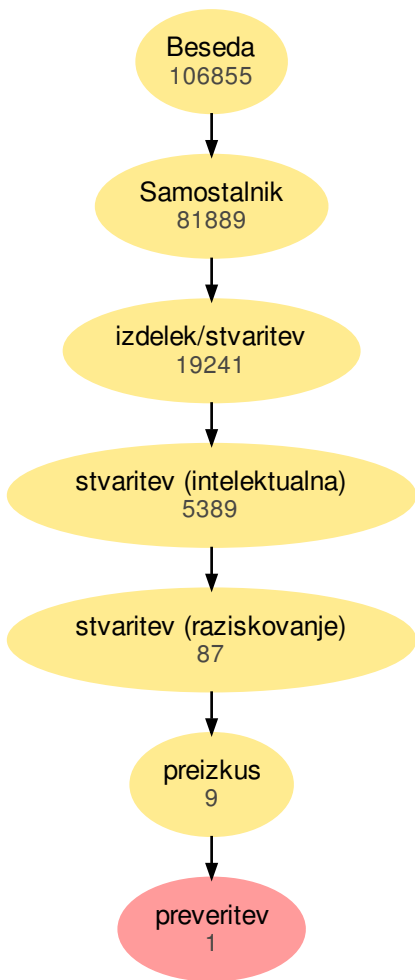 Beseda
106855
Samostalnik
81889
izdelek/stvaritev
19241
stvaritev (intelektualna)
5389
stvaritev (raziskovanje)
87
preizkus
9
preveritev
1